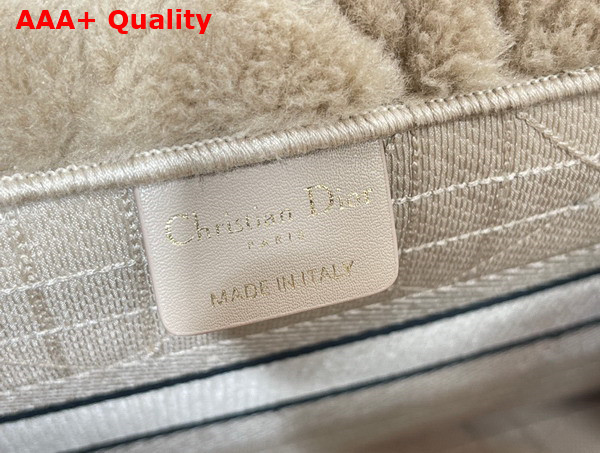 AAA+ Quality
Christian Dior
PARIS
MADE IN ITALY